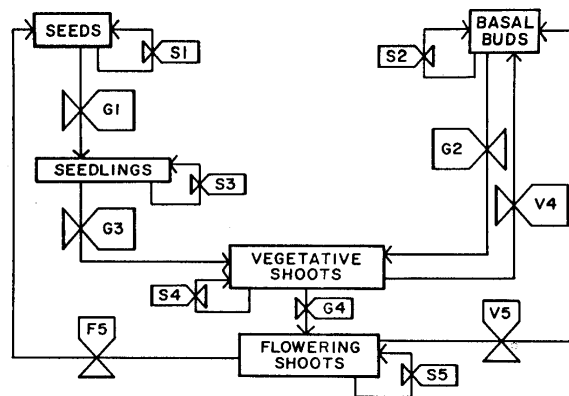 SEEDS
S1
S2
BASAL
BUDS
G1
G2
SEEDLINGS
S3
V4
G3
VEGETATIVE
SHOOTS
S4
G4
F5
V5
FLOWERING
SHOOTS
S5